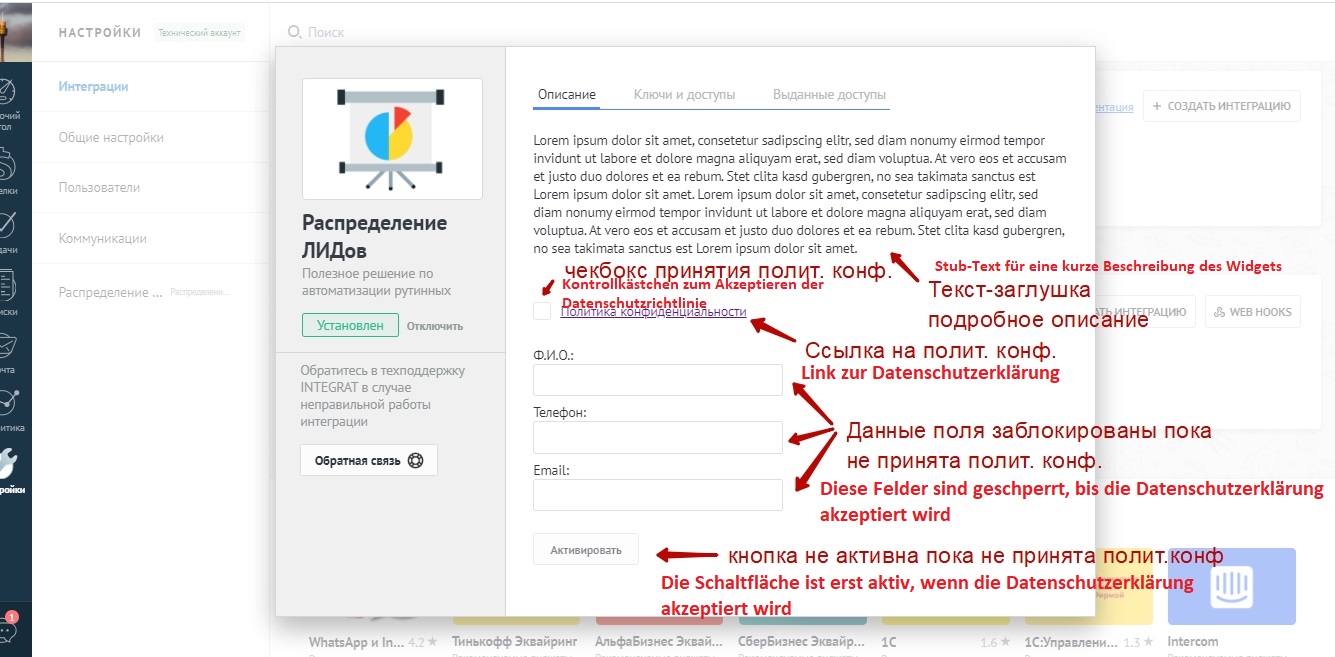 НАСТРОЙКИ Технический аккаунт
Поиск
Интеграции
Общие настройки
Пользователи
Коммуникации
Распределение ... Распределени...
Распределение
ЛИДов
Полезное решение по
автоматизации рутинных
Установлен Отключить
Обратитесь в техподдержку
INTEGRAT в случае
неправильной работы
интеграции
Обратная связь
Описание Ключи и доступы Выданные доступы
Lorem ipsum dolor sit amet, consetetur sadipscing elitr, sed diam nonumy eirmod tempor
invidunt ut labore et dolore magna aliquyam erat, sed diam voluptua. At vero eos et accusam
et justo duo dolores et ea rebum. Stet clita kasd gubergren, no sea takimata sanctus est
Lorem ipsum dolor sit amet. Lorem ipsum dolor sit amet, consetetur sadipscing elitr, sed
diam nonumy eirmod tempor invidunt ut labore et dolore magna aliquyam erat, sed diam
voluptua. At vero eos et accusam et justo duo dolores et ea rebum. Stet clita kasd gubergren,
no sea takimata sanctus est Lorem ipsum dolor sit amet.
чекбокс принятия полит. конф.
Kontrollkästchen zum Akzeptieren der
Datenschutzrichtlinie
Политика конфиденциальности
Stub-Text für eine kurze Beschreibung des Widgets
Текст-заглушка
подробное описание
Ссылка на полит. конф.
Link zur Datenschutzerklärung
Ф.И.О.:
Телефон:
Email:
Данные поля заблокированы пока
не принята полит. конф.
Diese Felder sind geschperrt, bis die Datenschutzerklärung
akzeptiert wird
Активировать
кнопка не активна пока не принята полит.конф
Die Schaltfläche ist erst aktiv, wenn die Datenschutzerklärung
akzeptiert wird
ентация + СОЗДАТЬ ИНТЕГРАЦИЮ
АТЬ ИНТЕГРАЦИЮ WEB HOOKS
WhatsApp и In... 4.2 ★
Тинькофф Эквайринг
АльфаБизнес Эквай...
СберБизнес Эквайр...
1C 1.6 ★
1С:Управлени... 1.3 ★
Intercom
очий
тол
елки
дачи
иски
очта
литика
ройки
1